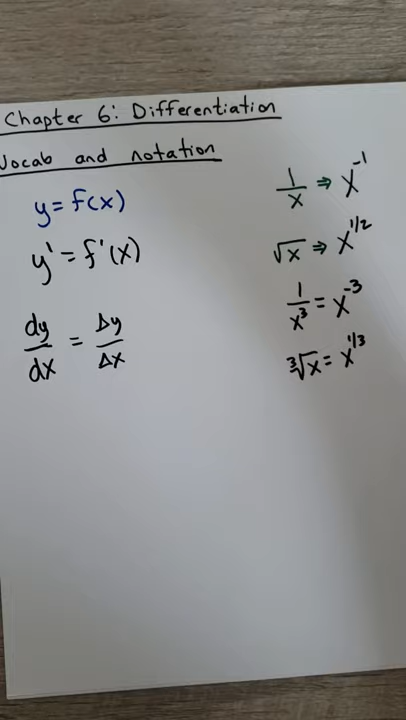 Chapter 6: Differentiation
Vocab and notation
y = f(x)
y' = f'(x)
dy/dx = Δy/Δx
1/x ⇒ x^-1
√x ⇒ x^1/2
1/x^3 = x^-3
∛x = x^1/3